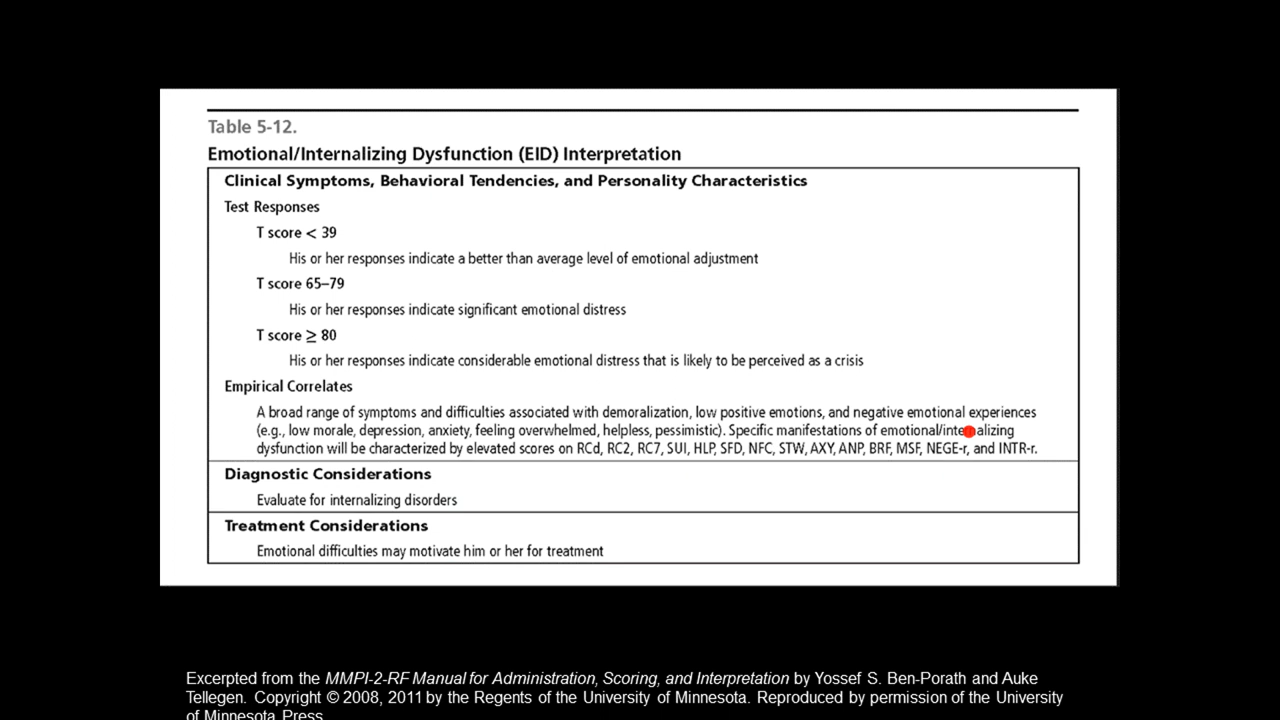 Table 5-12.
Emotional/Internalizing Dysfunction (EID) Interpretation
Clinical Symptoms, Behavioral Tendencies, and Personality Characteristics
Test Responses
T score < 39
His or her responses indicate a better than average level of emotional adjustment
T score 65–79
His or her responses indicate significant emotional distress
T score ≥ 80
His or her responses indicate considerable emotional distress that is likely to be perceived as a crisis
Empirical Correlates
A broad range of symptoms and difficulties associated with demoralization, low positive emotions, and negative emotional experiences
(e.g., low morale, depression, anxiety, feeling overwhelmed, helpless, pessimistic). Specific manifestations of emotional/internalizing
dysfunction will be characterized by elevated scores on RCd, RC2, RC7, SUI, HLP, SFD, NFC, STW, AXY, ANP, BRF, MSF, NEGE-r, and INTR-r.
Diagnostic Considerations
Evaluate for internalizing disorders
Treatment Considerations
Emotional difficulties may motivate him or her for treatment
Excerpted from the MMPI-2-RF Manual for Administration, Scoring, and Interpretation by Yossef S. Ben-Porath and Auke
Tellegen. Copyright © 2008, 2011 by the Regents of the University of Minnesota. Reproduced by permission of the University
of Minnesota Press